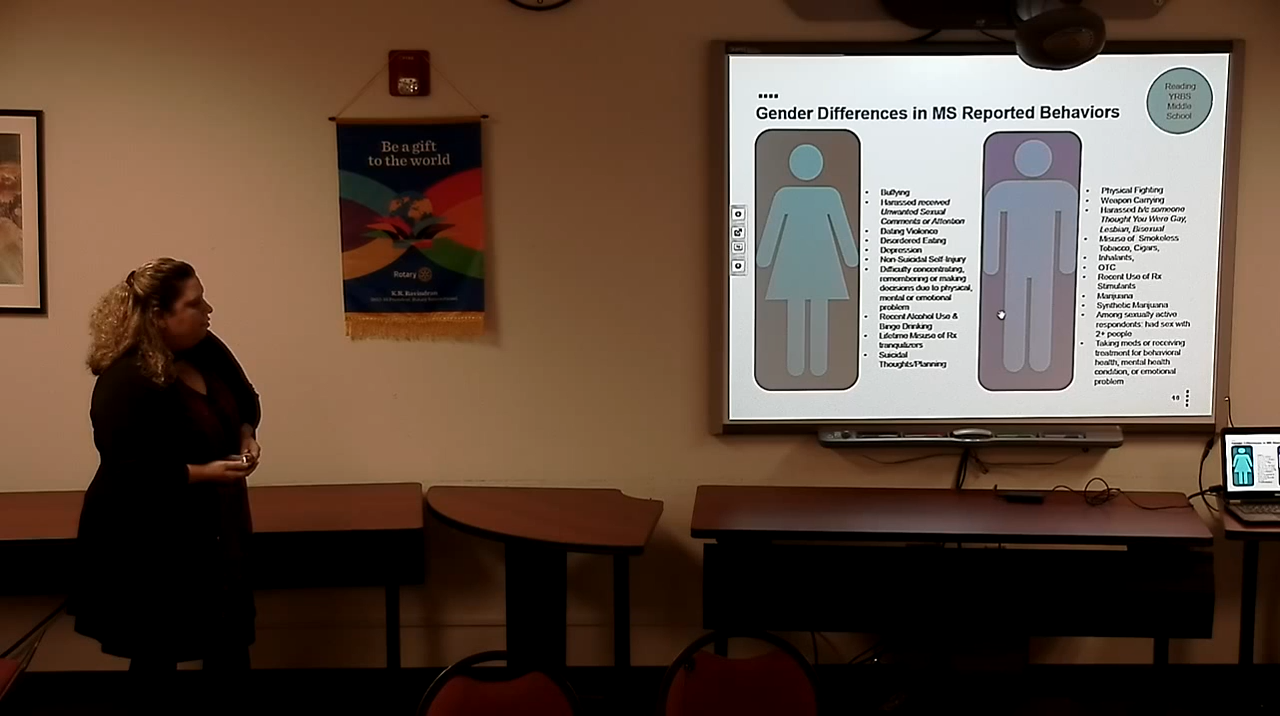 Be a gift
to the world
Rotary
K.R. Ravindran
Gender Differences in MS Reported Behaviors
Reading
YRBS
Middle
School
• Bullying
• Harassed received
Unwanted Sexual
Comments or Attention
• Dating Violence
• Disordered Eating
• Depression
• Non-Suicidal Self-Injury
• Difficulty concentrating,
remembering or making
decisions due to physical,
mental or emotional
problem
• Recent Alcohol Use &
Binge Drinking
• Lifetime Misuse of Rx
tranquilizers
• Suicidal
Thoughts/Planning
• Physical Fighting
• Weapon Carrying
• Harassed b/c someone
Thought You Were Gay,
Lesbian, Bisexual
• Misuse of Smokeless
Tobacco, Cigars,
• Inhalants,
• OTC
• Recent Use of Rx
Stimulants
• Marijuana
• Synthetic Marijuana
• Among sexually active
respondents: had sex with
2+ people
• Taking meds or receiving
treatment for behavioral
health, mental health
condition, or emotional
problem